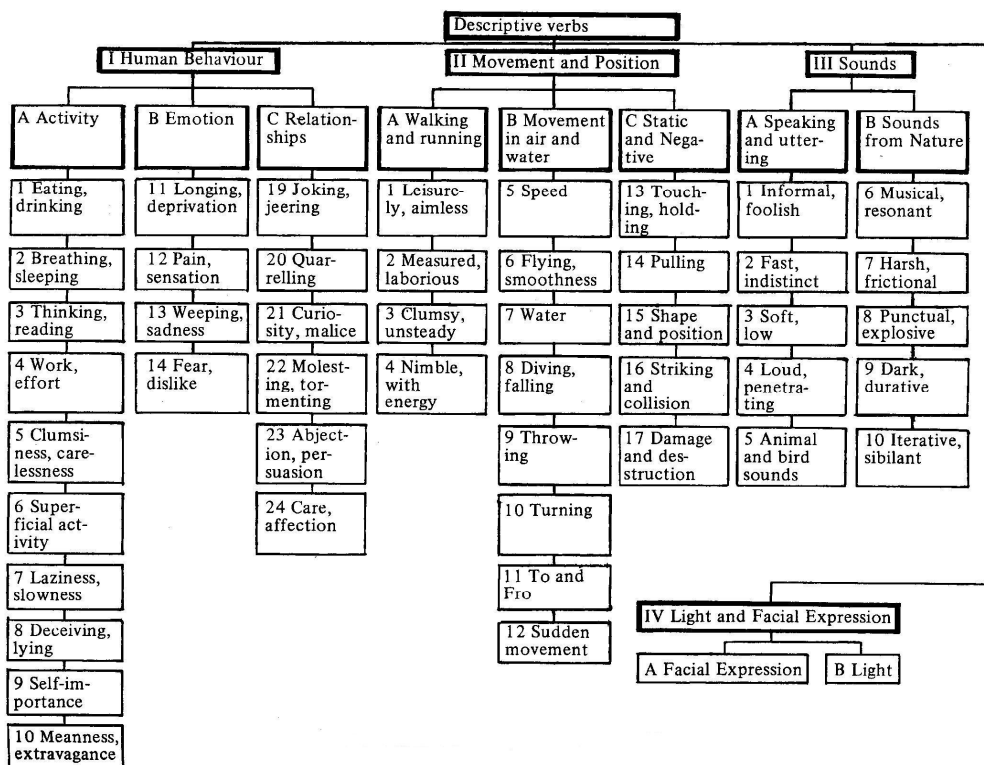 Descriptive verbs
I Human Behaviour
II Movement and Position
III Sounds
A Activity
B Emotion
C Relation-
ships
A Walking
and running
B Movement
in air and
water
C Static
and Neg-
ative
A Speaking
and utter-
ing
B Sounds
from Nature
1 Eating,
drinking
2 Breathing,
sleeping
3 Thinking,
reading
4 Work,
effort
5 Clumsi-
ness, care-
lessness
6 Super-
ficial act-
ivity
7 Laziness,
slowness
8 Deceiving,
lying
9 Self-im-
portance
10 Meanness,
extravagance
11 Longing,
deprivation
12 Pain,
sensation
13 Weeping,
sadness
14 Fear,
dislike
19 Joking,
jeering
20 Quar-
relling
21 Curio-
sity, malice
22 Molest-
ing, tor-
menting
23 Abject-
ion, per-
suasion
24 Care,
affection
1 Leisure-
ly, aimless
2 Measured,
laborious
3 Clumsy,
unsteady
4 Nimble,
with
energy
5 Speed
6 Flying,
smoothness
7 Water
8 Diving,
falling
9 Throw-
ing
10 Turning
11 To and
Fro
12 Sudden
movement
13 Touch-
ing, hold-
ing
14 Pulling
15 Shape
and position
16 Striking
and
collision
17 Damage
and des-
truction
1 Informal,
foolish
2 Fast,
indistinct
3 Soft,
low
4 Loud,
penetra-
ting
5 Animal
and bird
sounds
6 Musical,
resonant
7 Harsh,
frictional
8 Punctual,
explosive
9 Dark,
durative
10 Iterative,
sibilant
IV Light and Facial Expression
A Facial Expression
B Light